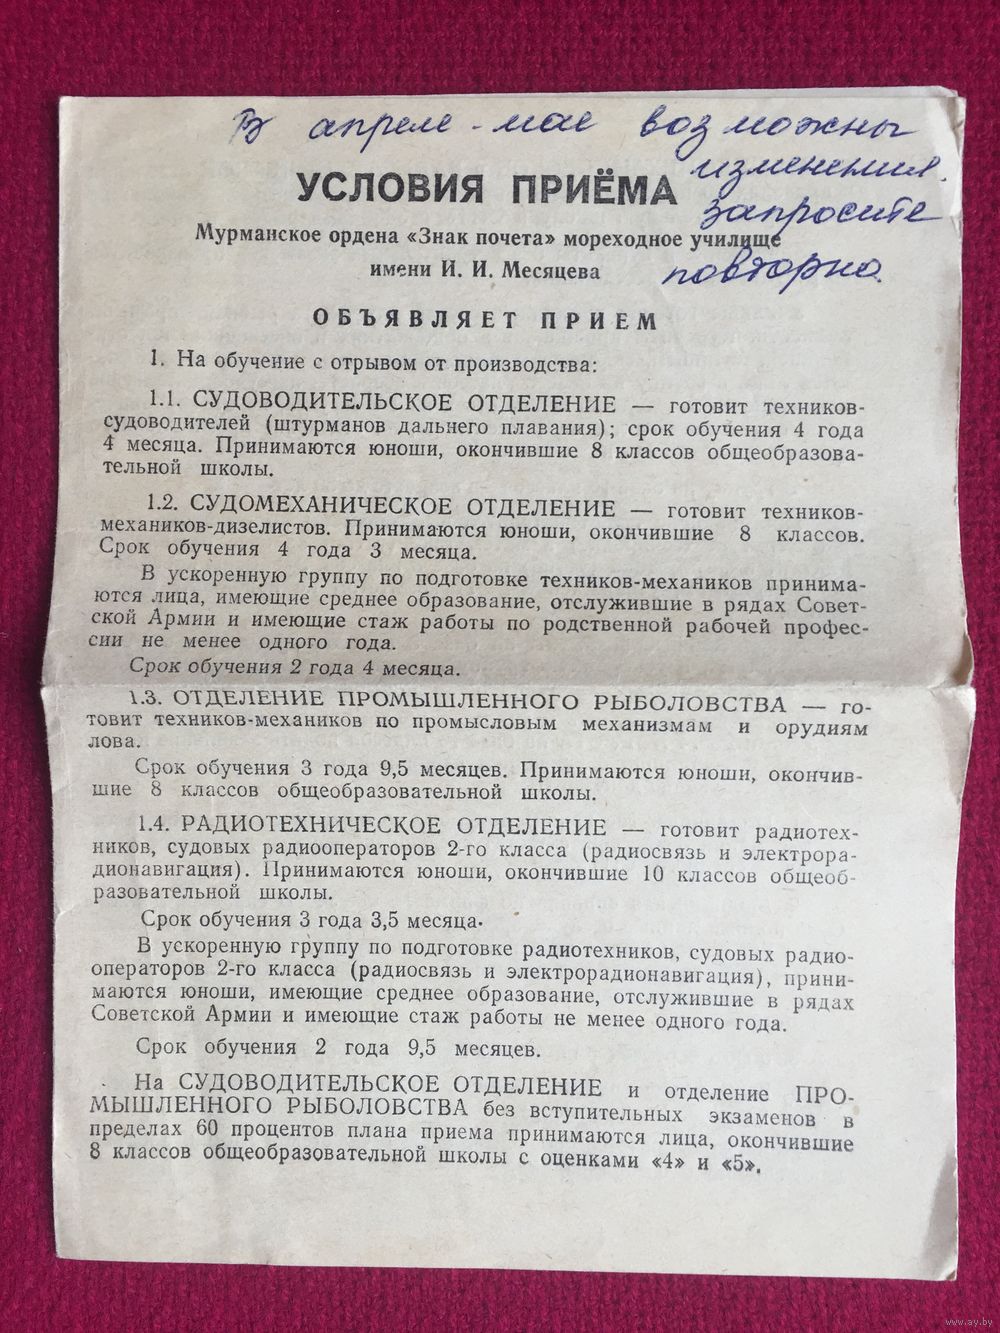 В апреле - мае возможны
изменения.
запросите
повторно.
УСЛОВИЯ ПРИЁМА
Мурманское ордена «Знак почета» мореходное училище
имени И. И. Месяцева
ОБЪЯВЛЯЕТ ПРИЕМ
1. На обучение с отрывом от производства:
1.1. СУДОВОДИТЕЛЬСКОЕ ОТДЕЛЕНИЕ — готовит техников-
судоводителей (штурманов дальнего плавания); срок обучения 4 года
4 месяца. Принимаются юноши, окончившие 8 классов общеобразова-
тельной школы.
1.2. СУДОМЕХАНИЧЕСКОЕ ОТДЕЛЕНИЕ — готовит техников-
механиков-дизелистов. Принимаются юноши, окончившие 8 классов.
Срок обучения 4 года 3 месяца.
В ускоренную группу по подготовке техников-механиков принима-
ются лица, имеющие среднее образование, отслужившие в рядах Совет-
ской Армии и имеющие стаж работы по родственной рабочей профес-
сии не менее одного года.
Срок обучения 2 года 4 месяца.
1.3. ОТДЕЛЕНИЕ ПРОМЫШЛЕННОГО РЫБОЛОВСТВА — го-
товит техников-механиков по промысловым механизмам и орудиям
лова.
Срок обучения 3 года 9,5 месяцев. Принимаются юноши, окончив-
шие 8 классов общеобразовательной школы.
1.4. РАДИОТЕХНИЧЕСКОЕ ОТДЕЛЕНИЕ — готовит радиотех-
ников, судовых радиооператоров 2-го класса (радиосвязь и электрора-
дионавигация). Принимаются юноши, окончившие 10 классов общеоб-
разовательной школы.
Срок обучения 3 года 3,5 месяца.
В ускоренную группу по подготовке радиотехников, судовых радио-
операторов 2-го класса (радиосвязь и электрорадионавигация), прини-
маются юноши, имеющие среднее образование, отслужившие в рядах
Советской Армии и имеющие стаж работы не менее одного года.
Срок обучения 2 года 9,5 месяцев.
На СУДОВОДИТЕЛЬСКОЕ ОТДЕЛЕНИЕ и отделение ПРО-
МЫШЛЕННОГО РЫБОЛОВСТВА без вступительных экзаменов в
пределах 60 процентов плана приема принимаются лица, окончившие
8 классов общеобразовательной школы с оценками «4» и «5».
www.ay.by